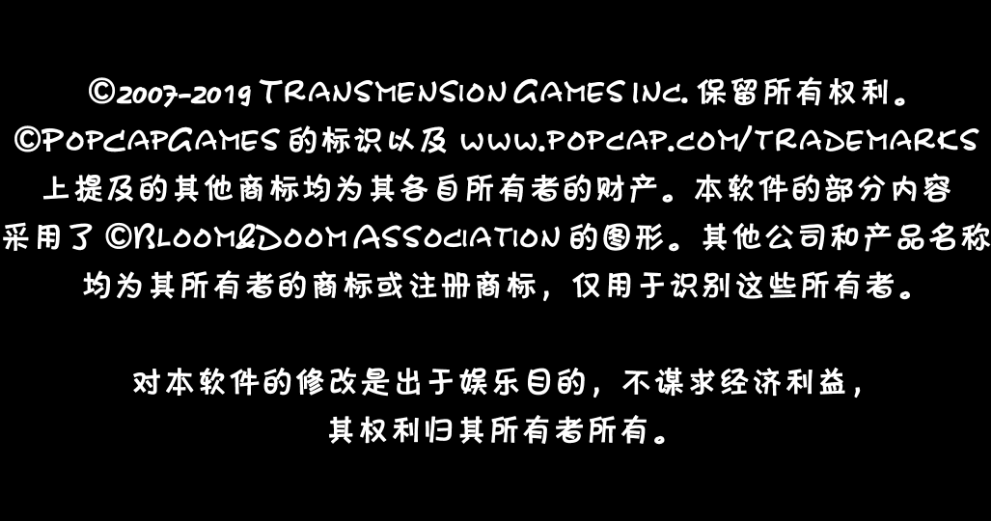 ©2007-2019 TRANSMENSION GAMES INC. 保留所有权利。
©POPCAPGAMES 的标识以及 WWW.POPCAP.COM/TRADEMARKS
上提及的其他商标均为其各自所有者的财产。本软件的部分内容
采用了 ©BLOOM&DOOM ASSOCIATION 的图形。其他公司和产品名称
均为其所有者的商标或注册商标，仅用于识别这些所有者。
对本软件的修改是出于娱乐目的，不谋求经济利益，
其权利归其所有者所有。